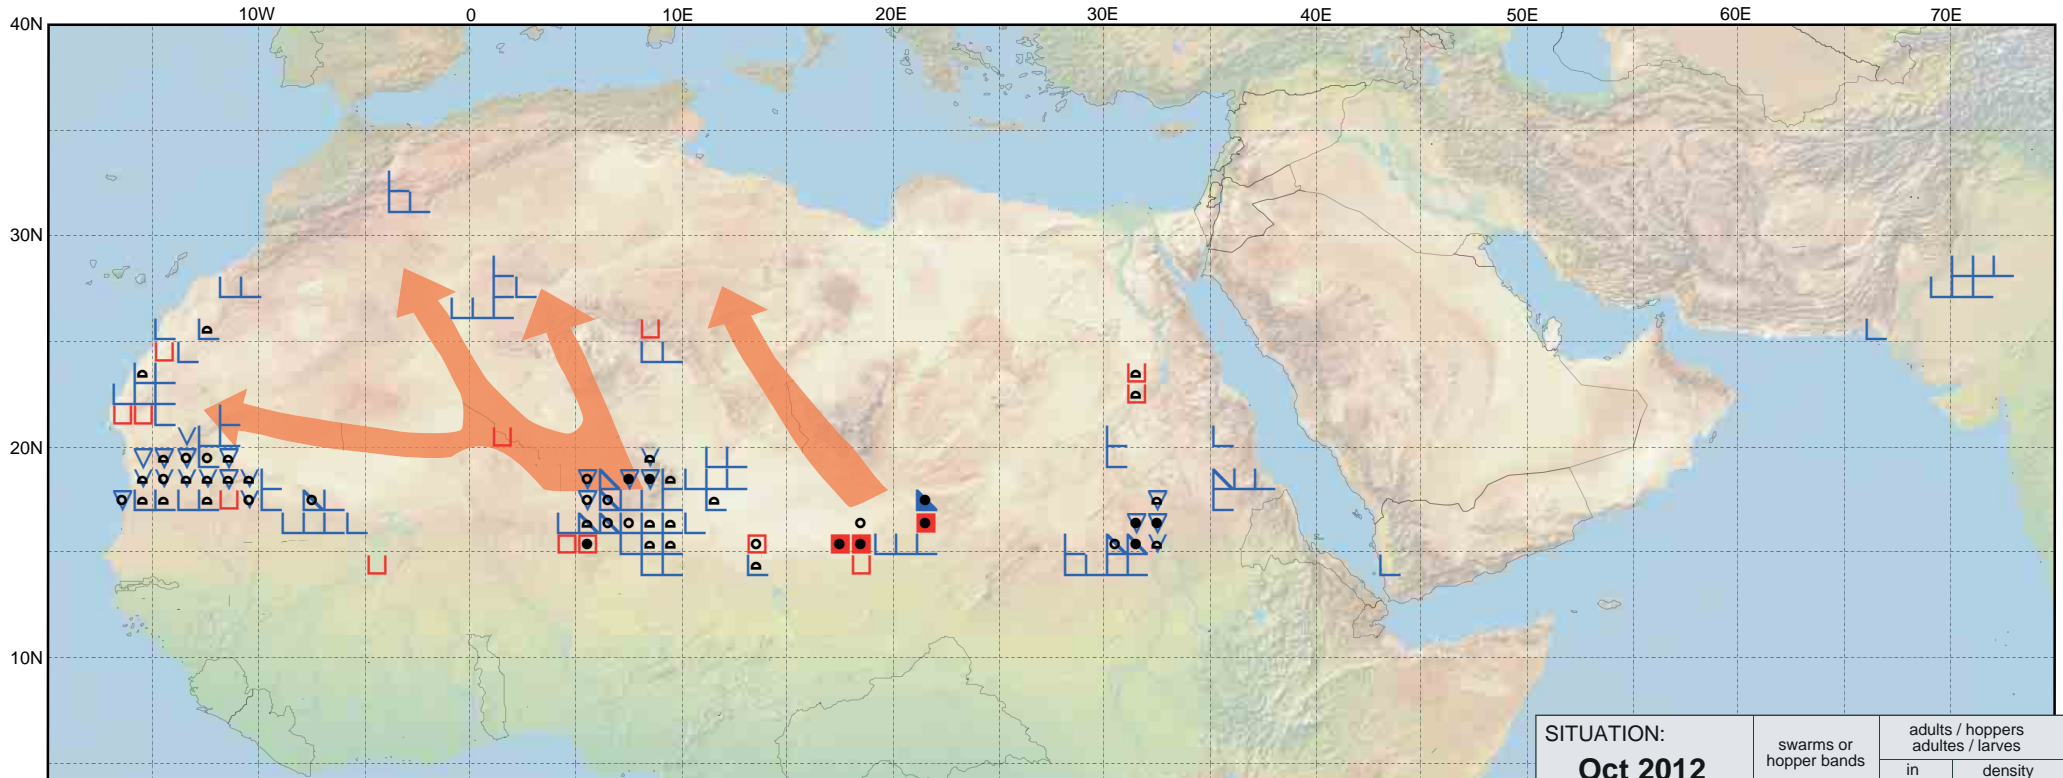 40N 10W 0 10E 20E 30E 40E 50E 60E 70E
30N
20N
10N
SITUATION:
Oct 2012
swarms or
hopper bands
adults / hoppers
adultes / larves
in
density